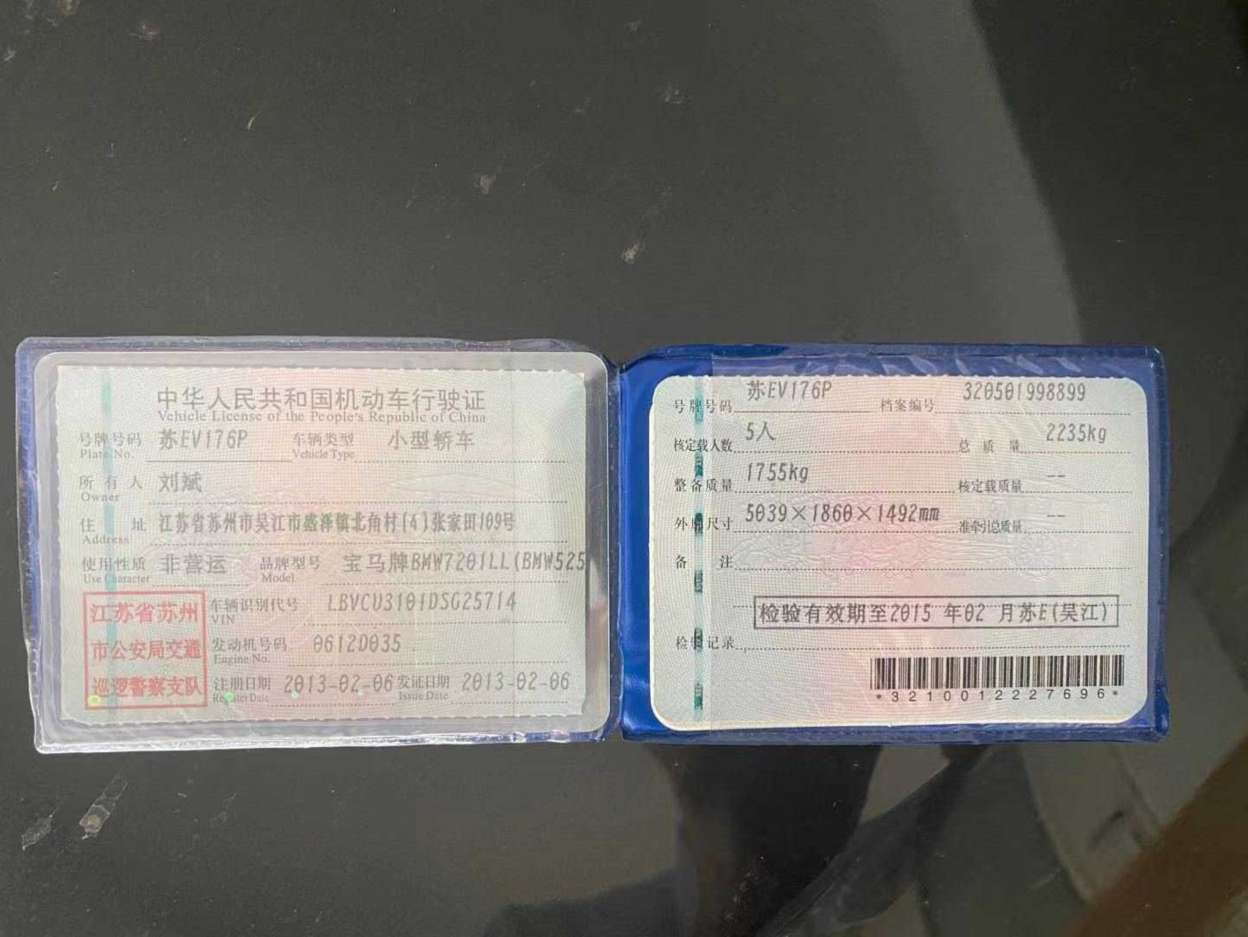 中华人民共和国机动车行驶证
Vehicle License of the People's Republic of China
号牌号码 苏EV176P 车辆类型 小型轿车
Plate No. Vehicle Type
所有人 刘斌
Owner
住址 江苏省苏州市吴江市盛泽镇北角村(4)张家田109号
Address
使用性质 非营运 品牌型号 宝马牌BMW7201LL(BMW525
Use Character Model
江苏省苏州
市公安局交通
巡逻警察支队
车辆识别代号 LBVCU3101DSG25714
VIN
发动机号码 0612D035
Engine No.
注册日期 2013-02-06 发证日期 2013-02-06
Register Date Issue Date
号牌号码 苏EV176P 档案编号 320501998899
核定载人数 5人 总质量 2235kg
整备质量 1755kg 核定载质量 --
外廓尺寸 5039×1860×1492mm 准牵引总质量 --
备注
检验有效期至2015 年02 月苏E(吴江)
检验记录
*3210012227696*